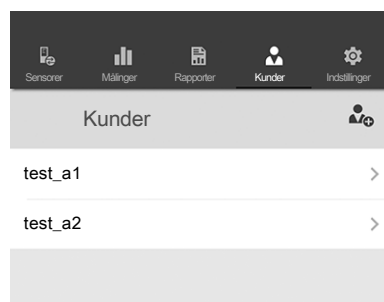 Sensorer Målinger Rapporter Kunder Indstillinger
Kunder
test_a1
test_a2